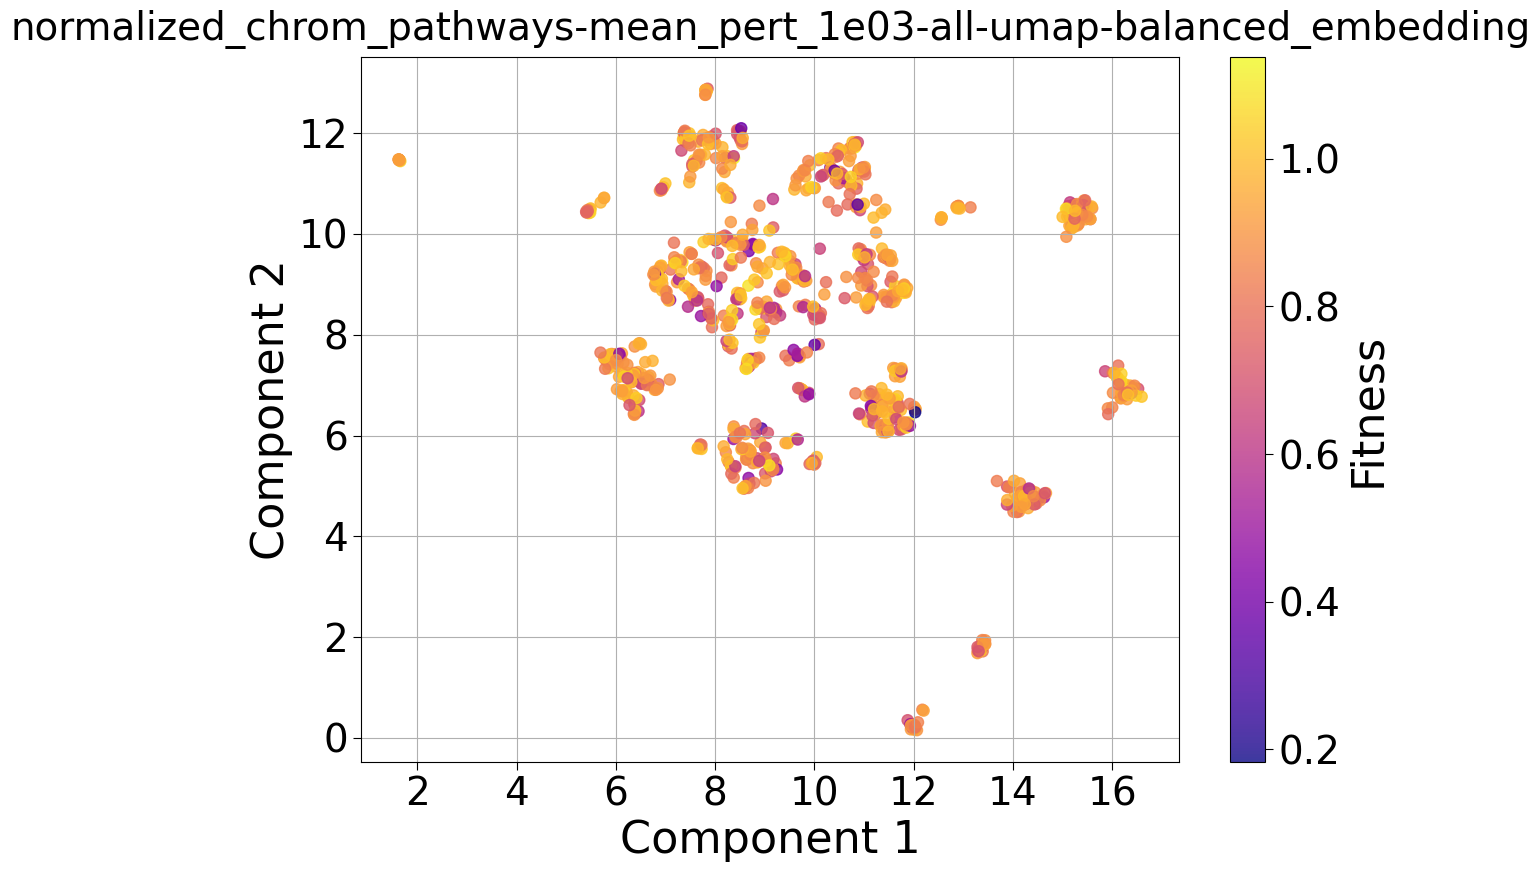 normalized_chrom_pathways-mean_pert_1e03-all-umap-balanced_embedding
12
10
8
6
4
2
0
Component 2
2 4 6 8 10 12 14 16
Component 1
1.0
0.8
0.6
0.4
0.2
Fitness